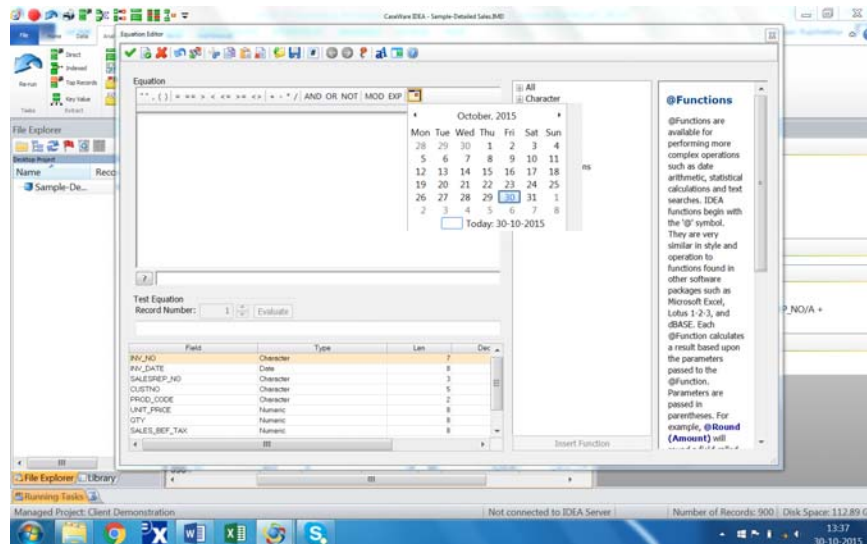 CaseWare IDEA - Sample-Detailed Sales.IMD
File Home Data
Equation Editor
Re-run
Direct
Indexed
Top Records
Key Value
Tasks Extract
Equation
"" , ( ) = == > < <= >= <> + - * / AND OR NOT MOD EXP
All
Character
October, 2015
Mon Tue Wed Thu Fri Sat Sun
28 29 30 1 2 3 4
5 6 7 8 9 10 11
12 13 14 15 16 17 18
19 20 21 22 23 24 25
26 27 28 29 30 31 1
2 3 4 5 6 7 8
Today: 30-10-2015
ns
@Functions
@Functions are
available for
performing more
complex operations
such as date
arithmetic, statistical
calculations and text
searches. IDEA
functions begin with
the '@' symbol.
They are very
similar in style and
operation to
functions found in
other software
packages such as
Microsoft Excel,
Lotus 1-2-3, and
dBASE. Each
@Function calculates
a result based upon
the parameters
passed to the
@Function.
Parameters are
passed in
parentheses. For
example, @Round
(Amount) will
File Explorer
Desktop Project
Name Reco
Sample-De...
?
Test Equation
Record Number: 1 Evaluate
Field Type Len Dec
INV_NO Character 7
INV_DATE Date 8
SALESREP_NO Character 3
CUSTNO Character 5
PROD_CODE Character 2
UNIT_PRICE Numeric 8
QTY Numeric 8
SALES_BEF_TAX Numeric 8
Insert Function
P_NO/A +
File Explorer Library
Running Tasks
Managed Project: Client Demonstration Not connected to IDEA Server Number of Records: 900 Disk Space: 112.89 G
13:37
30-10-2015